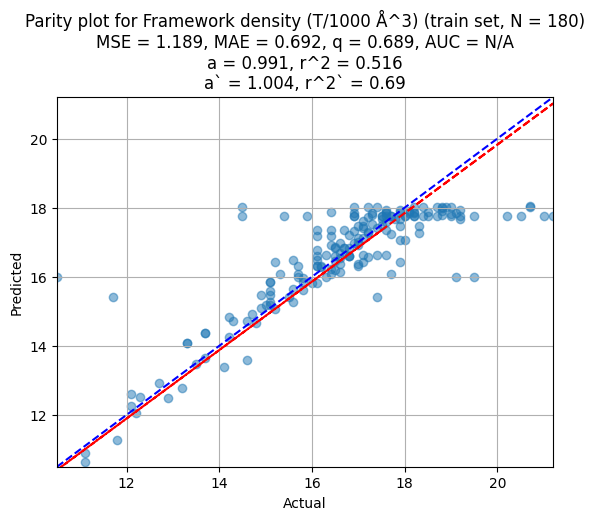 Parity plot for Framework density (T/1000 Å^3) (train set, N = 180)
MSE = 1.189, MAE = 0.692, q = 0.689, AUC = N/A
a = 0.991, r^2 = 0.516
a` = 1.004, r^2` = 0.69
Predicted
20
18
16
14
12
12 14 16 18 20
Actual